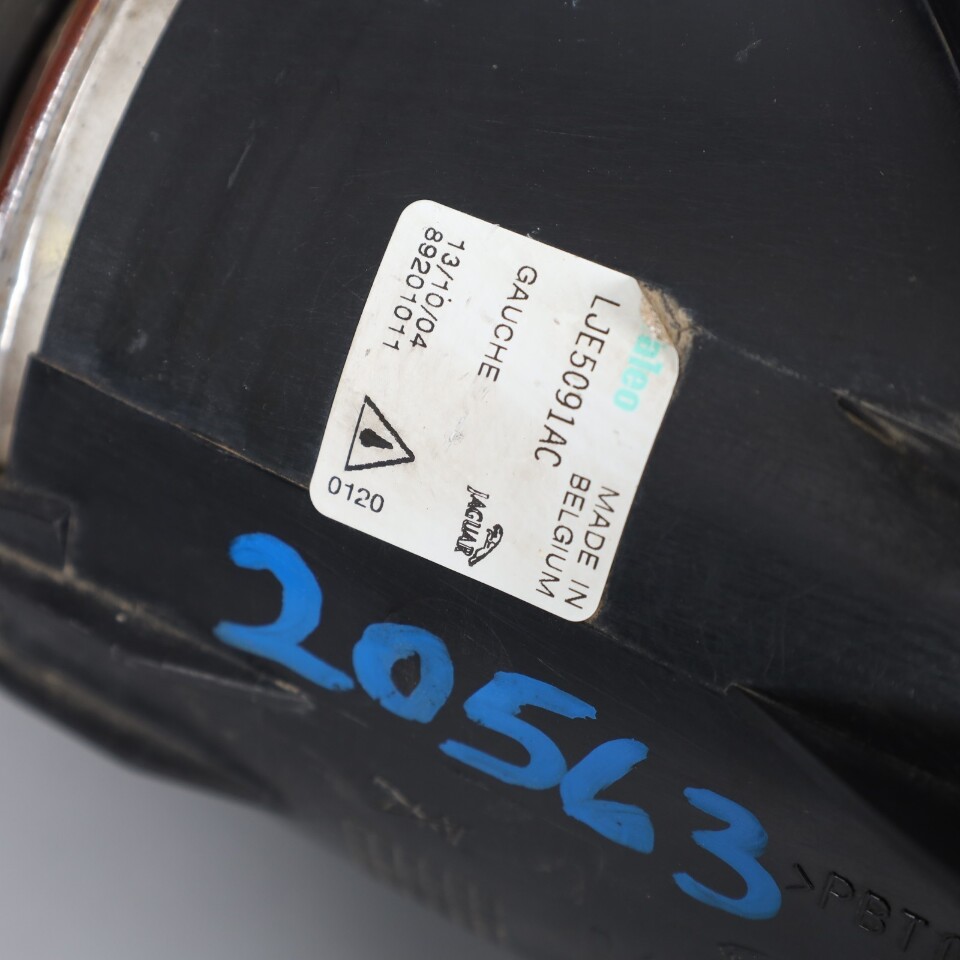 aleo
LJE5091AC
MADE IN
BELGIUM
GAUCHE
JAGUAR
13/10/04
89201011
0120
20563
>PBT